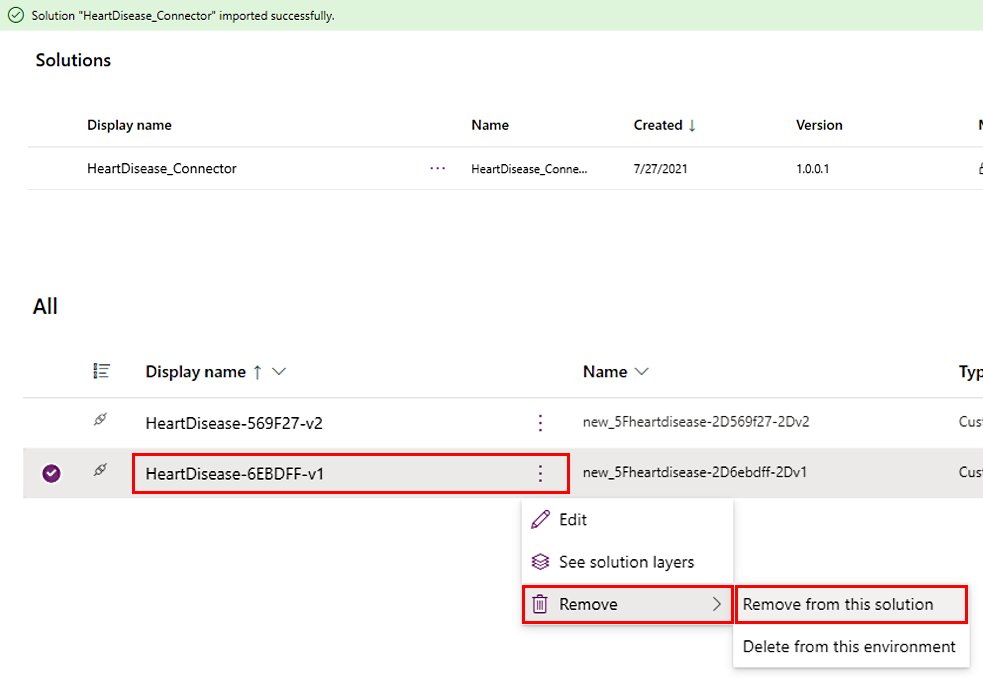 Solution "HeartDisease_Connector" imported successfully.
Solutions
Display name Name Created ↓ Version
HeartDisease_Connector ... HeartDisease_Conne... 7/27/2021 1.0.0.1
All
Display name ↑ Name Typ
HeartDisease-569F27-v2 new_5Fheartdisease-2D569f27-2Dv2 Cus
HeartDisease-6EBDFF-v1 new_5Fheartdisease-2D6ebdff-2Dv1 Cus
Edit
See solution layers
Remove Remove from this solution
Delete from this environment